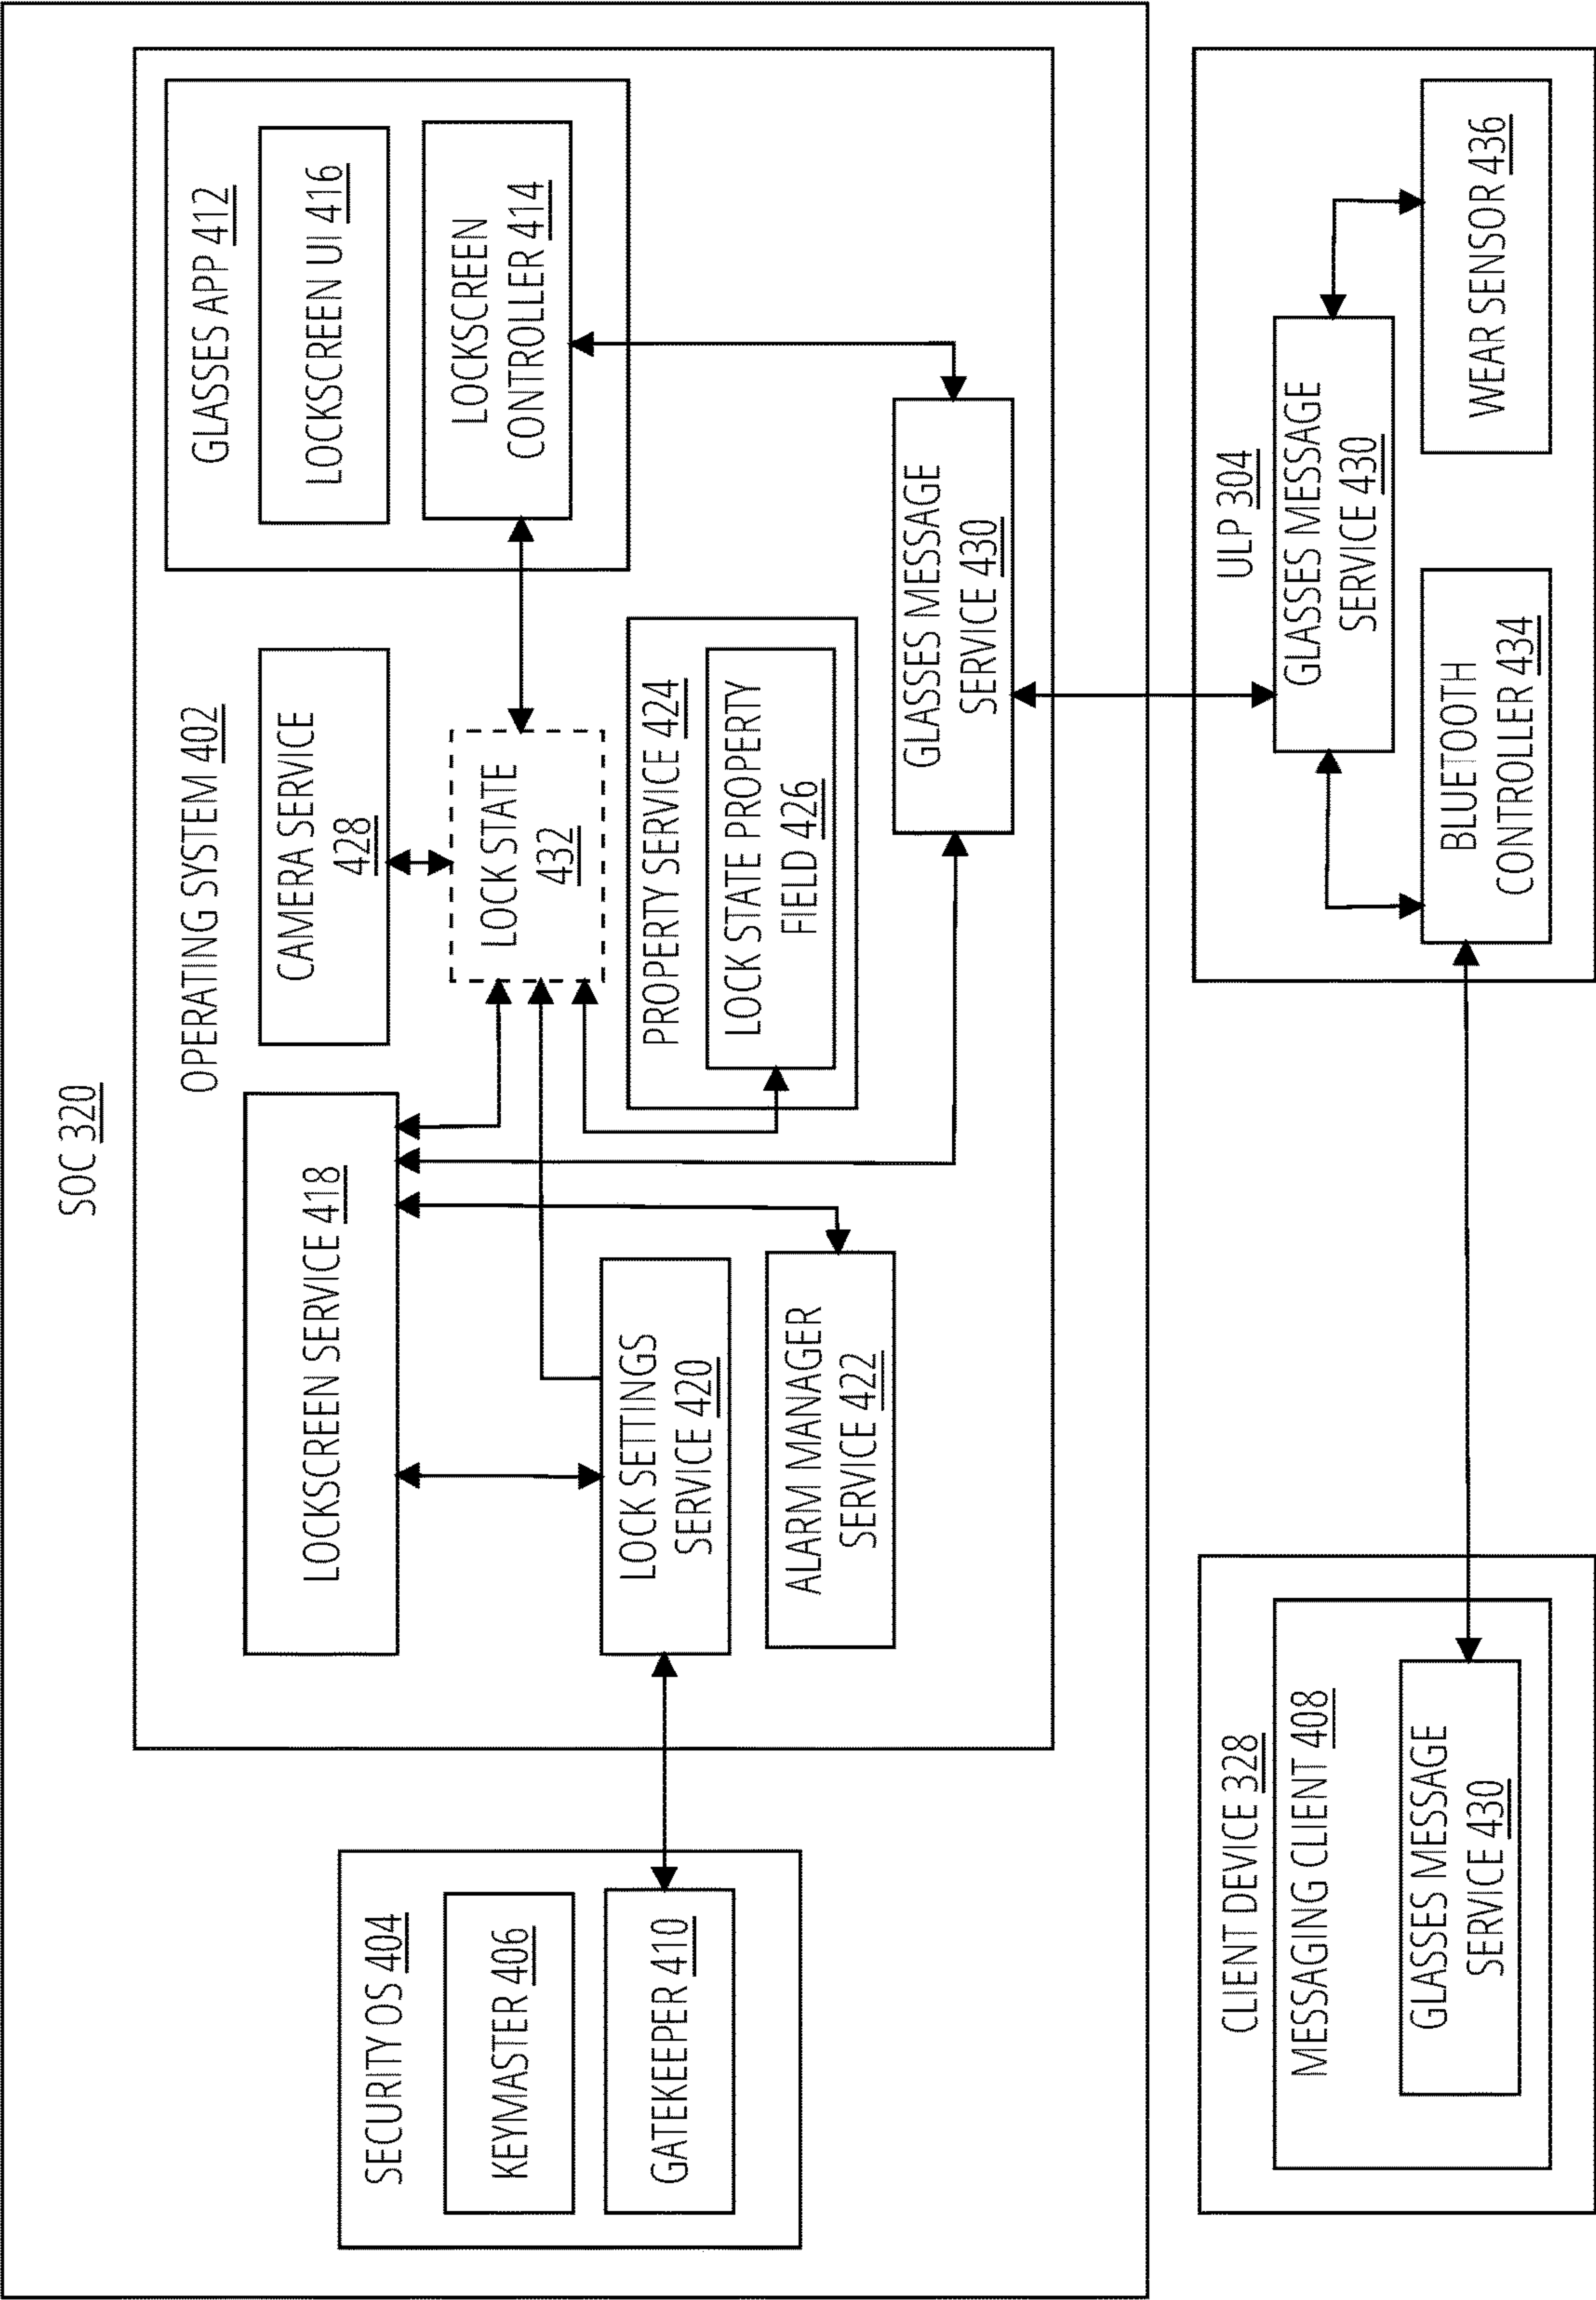 SOC 320
SECURITY OS 404
KEYMASTER 406
GATEKEEPER 410
OPERATING SYSTEM 402
LOCKSCREEN SERVICE 418
LOCK SETTINGS
SERVICE 420
ALARM MANAGER
SERVICE 422
CAMERA SERVICE
428
LOCK STATE
432
PROPERTY SERVICE 424
LOCK STATE PROPERTY
FIELD 426
GLASSES APP 412
LOCKSCREEN UI 416
LOCKSCREEN
CONTROLLER 414
GLASSES MESSAGE
SERVICE 430
CLIENT DEVICE 328
MESSAGING CLIENT 408
GLASSES MESSAGE
SERVICE 430
ULP 304
GLASSES MESSAGE
SERVICE 430
BLUETOOTH
CONTROLLER 434
WEAR SENSOR 436